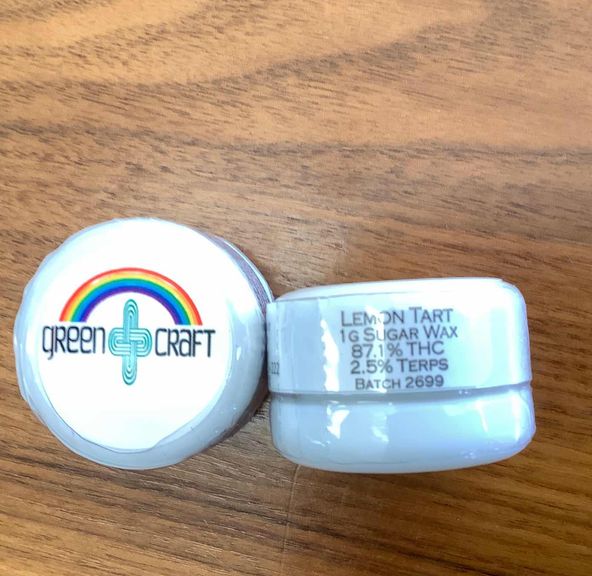 green CRAFT
LEMON TART
1G SUGAR WAX
87.1% THC
2.5% TERPS
BATCH 2699